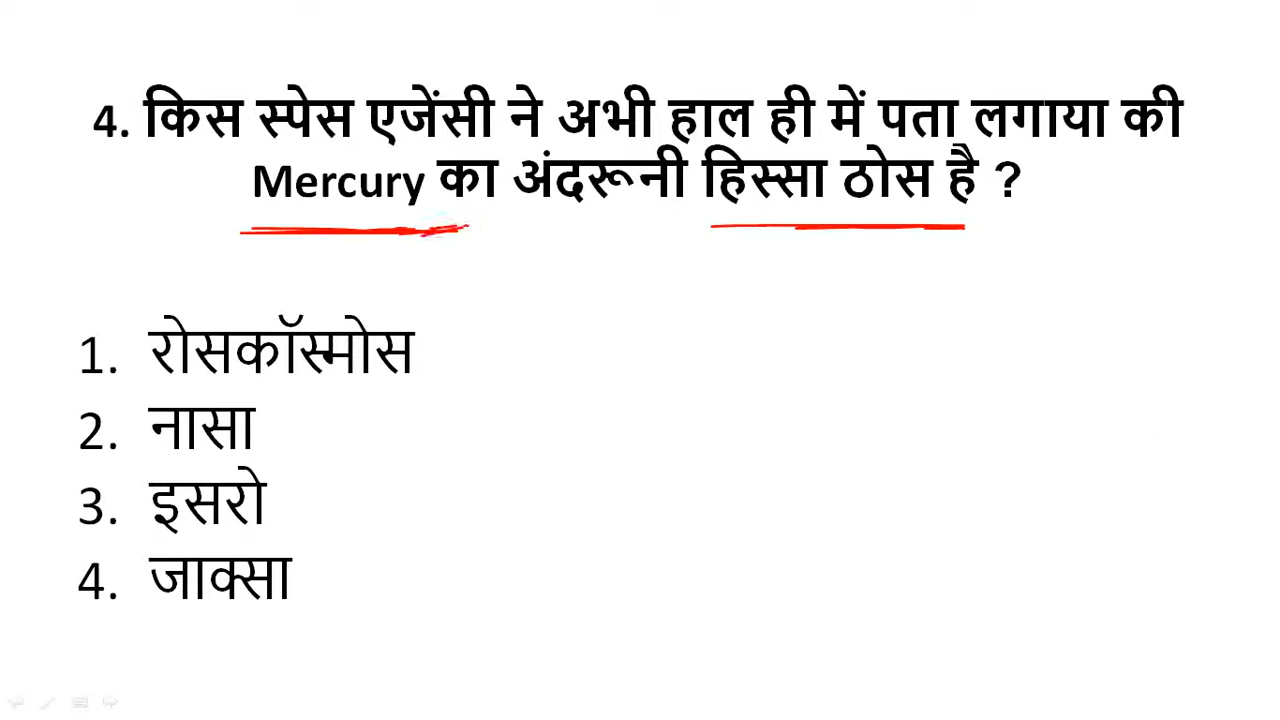 4. किस स्पेस एजेंसी ने अभी हाल ही में पता लगाया की
Mercury का अंदरूनी हिस्सा ठोस है ?
1. रोसकॉस्मोस
2. नासा
3. इसरो
4. जाक्सा